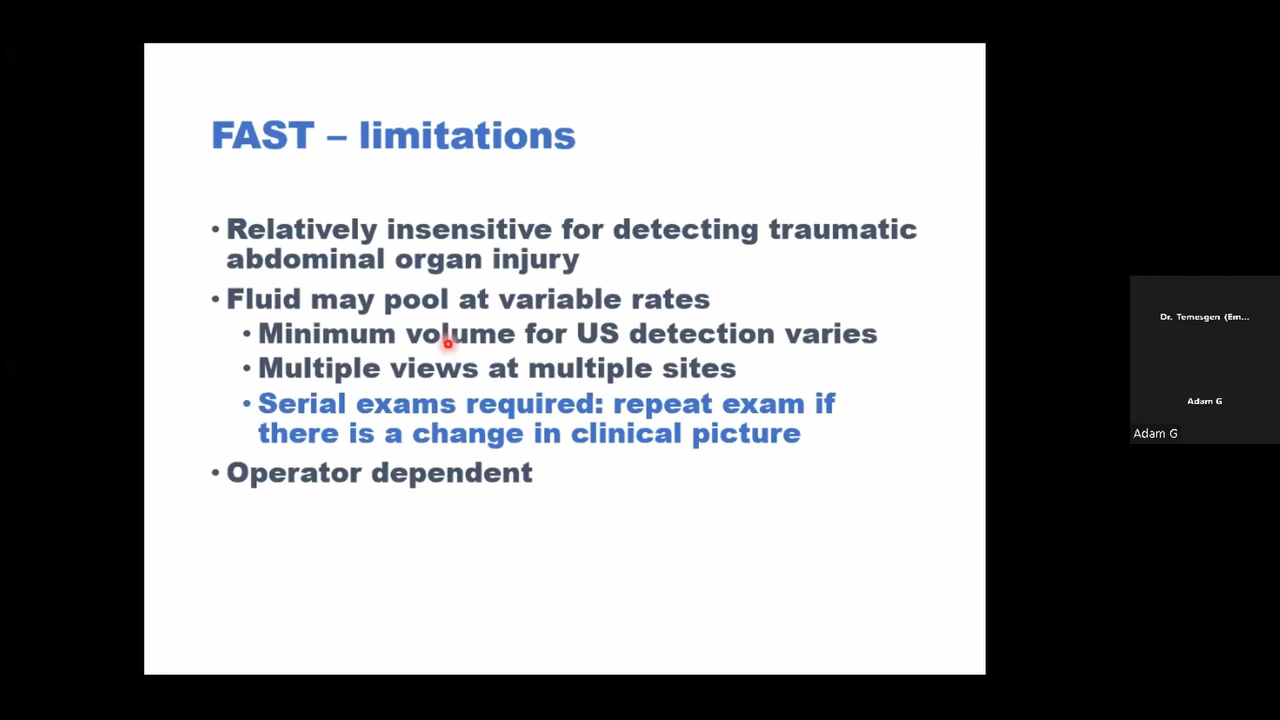 FAST – limitations
• Relatively insensitive for detecting traumatic
abdominal organ injury
• Fluid may pool at variable rates
• Minimum volume for US detection varies
• Multiple views at multiple sites
• Serial exams required: repeat exam if
there is a change in clinical picture
• Operator dependent
Dr. Temesgen (Em...
Adam G
Adam G